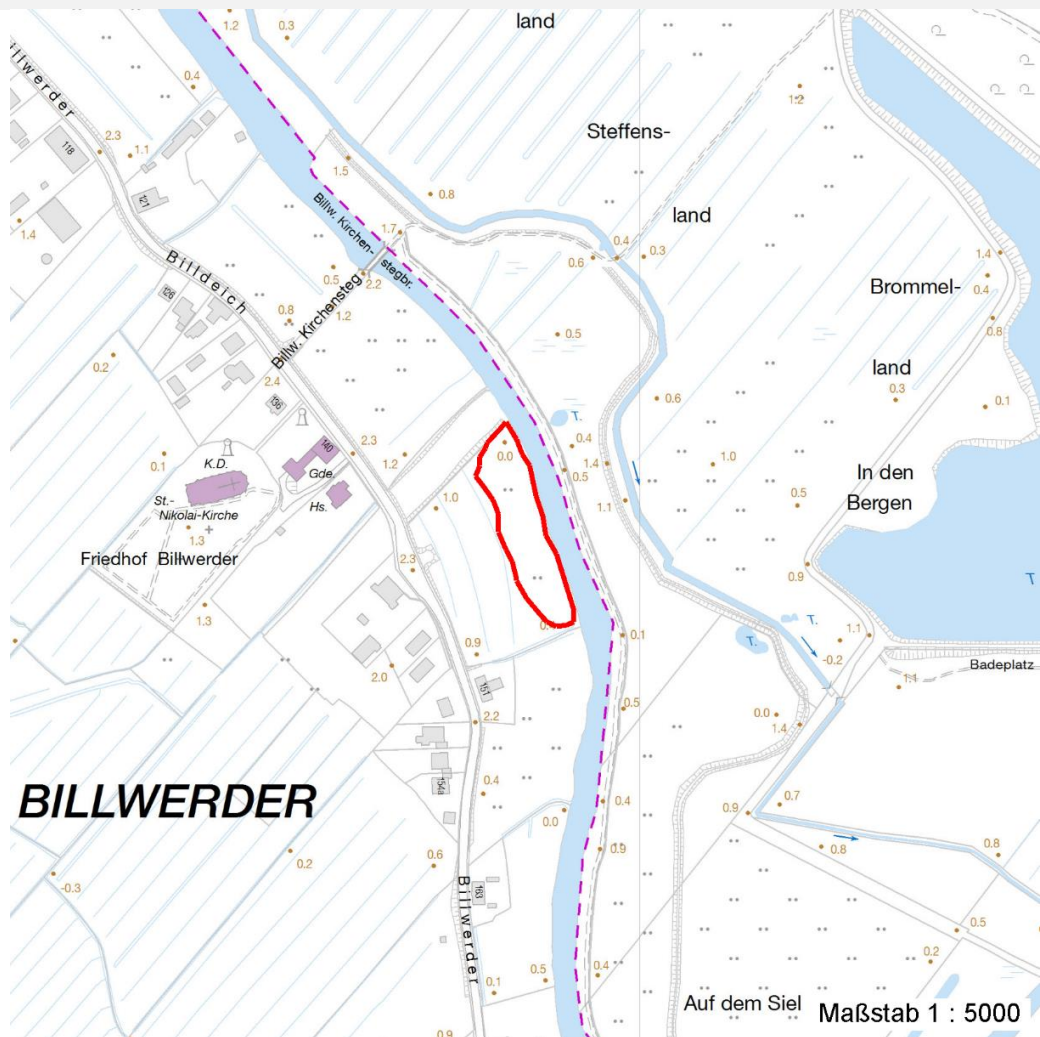 land
1.2
0.3
Billwerder
0.4
1.2
Steffens-
118
2.3
1.1
1.5
0.8
121
land
1.4
1.7
Billw. Kirchen-
stegbr.
0.4
0.6
0.3
1.4
0.4
Billdeich
0.5
2.2
Brommel-
126
0.8
1.2
Billw. Kirchensteg
0.5
0.8
0.2
land
2.4
0.3
0.6
0.1
136
T.
140
2.3
0.4
0.1
K.D.
1.2
0.0
Gde.
0.5
1.4
1.0
In den
St.-
Nikolai-Kirche
Hs.
1.0
1.1
0.5
Bergen
1.3
Friedhof Billwerder
2.3
0.9
T
1.3
T.
T.
0.1
1.1
0.9
-0.2
Badeplatz
2.0
151
1.1
0.5
0.0
2.2
1.4
154a
0.4
BILLWERDER
0.0
0.4
0.7
0.9
0.9
0.8
0.8
0.2
0.6
-0.3
163
Billwerder
0.5
0.2
0.5
0.4
0.1
Auf dem Siel
Maßstab 1 : 5000
0.9